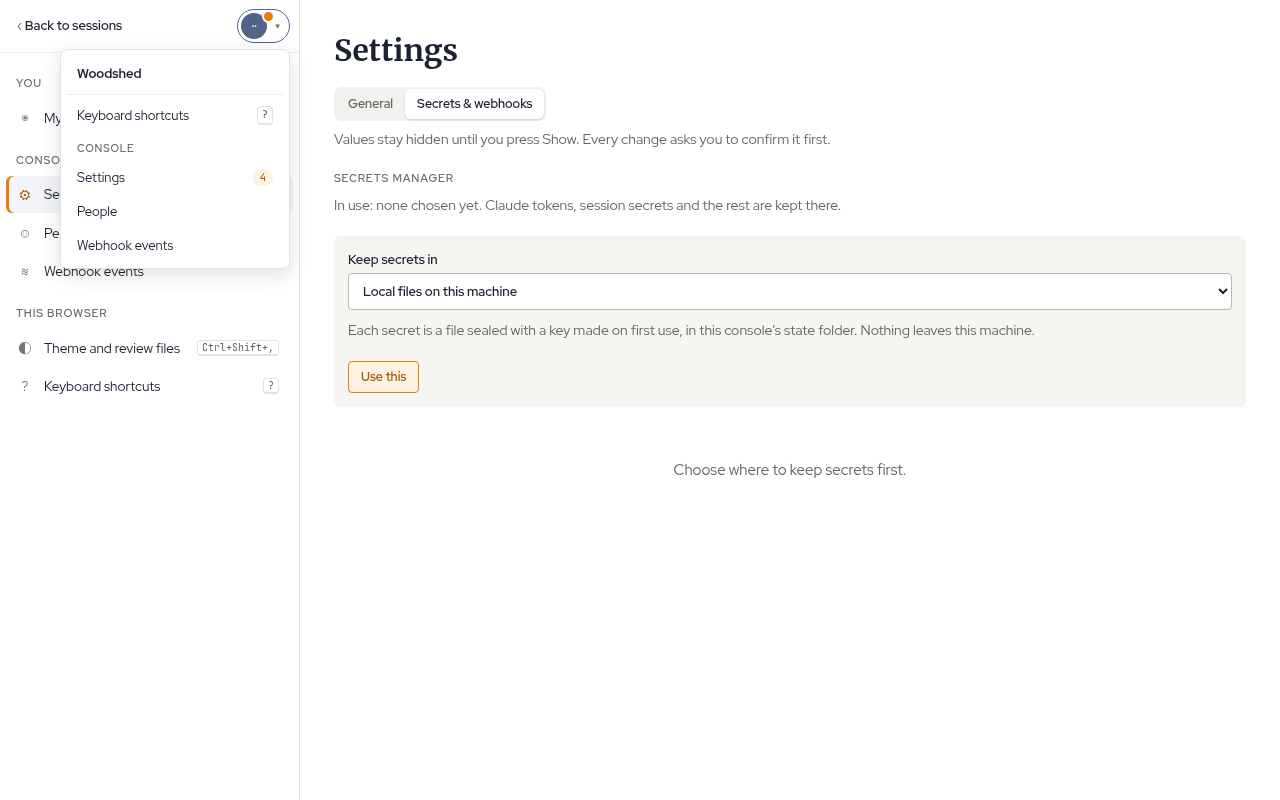 ‹ Back to sessions
Woodshed
Keyboard shortcuts ?
CONSOLE
Settings 4
People
Webhook events
YOU
My
CONSO
Se
Pe
Webhook events
THIS BROWSER
Theme and review files Ctrl+Shift+,
? Keyboard shortcuts ?
Settings
General Secrets & webhooks
Values stay hidden until you press Show. Every change asks you to confirm it first.
SECRETS MANAGER
In use: none chosen yet. Claude tokens, session secrets and the rest are kept there.
Keep secrets in
Local files on this machine
Each secret is a file sealed with a key made on first use, in this console’s state folder. Nothing leaves this machine.
Use this
Choose where to keep secrets first.